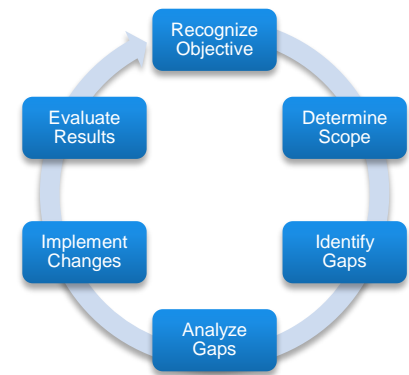 Recognize
Objective
Determine
Scope
Identify
Gaps
Analyze
Gaps
Implement
Changes
Evaluate
Results